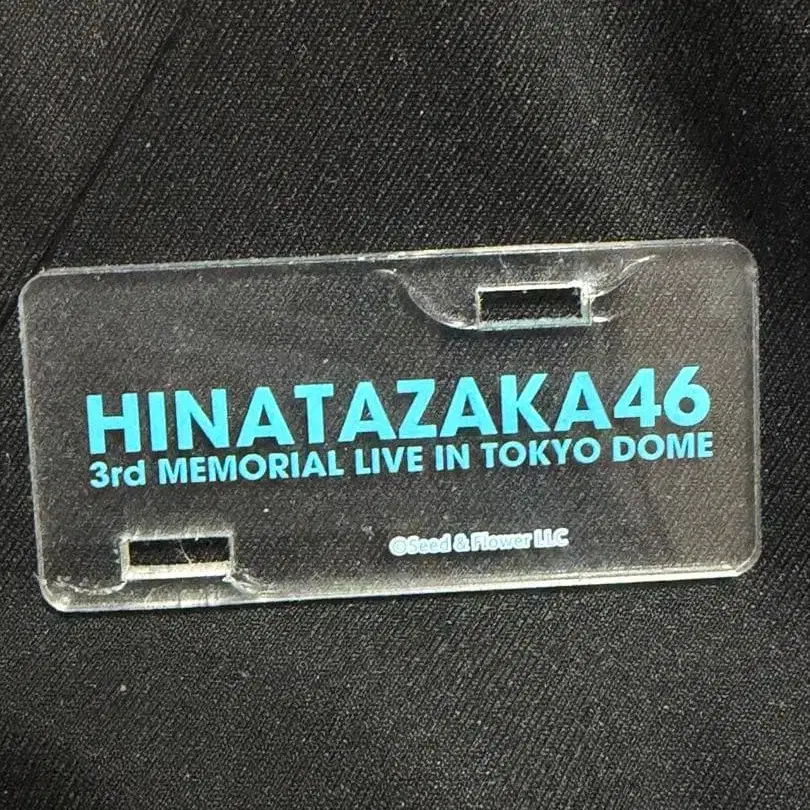 HINATAZAKA46
3rd MEMORIAL LIVE IN TOKYO DOME
©Seed & Flower LLC